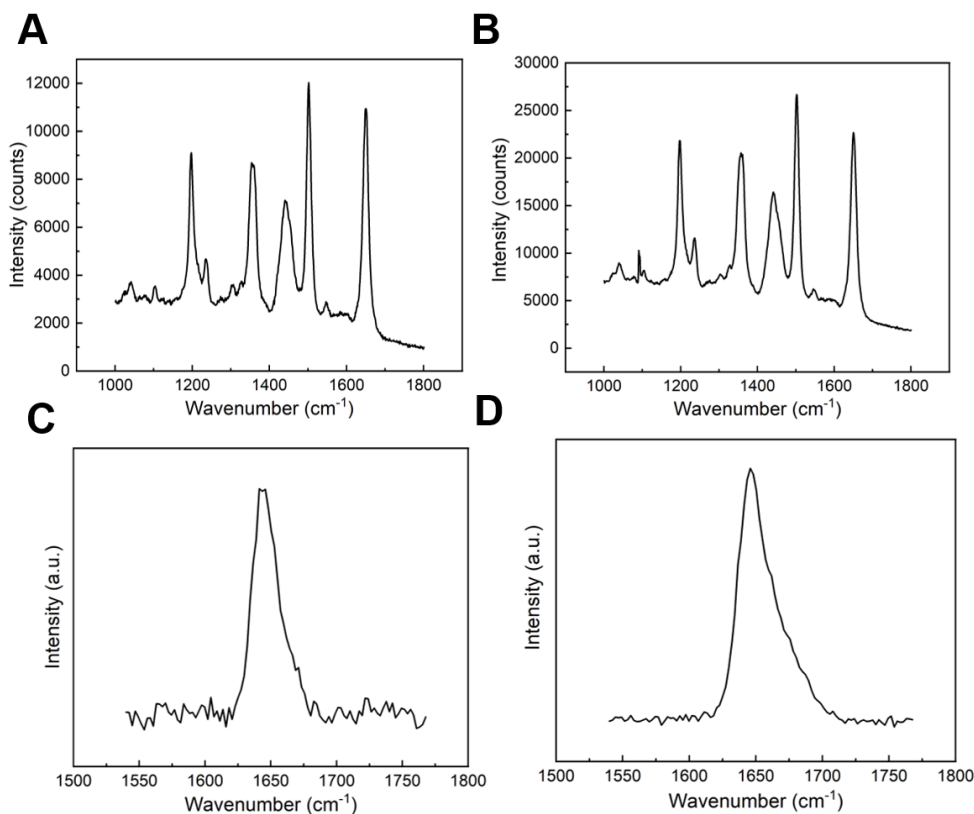 A
12000
10000
8000
6000
4000
2000
0
Intensity (counts)
1000 1200 1400 1600 1800
Wavenumber (cm-1)
B
30000
25000
20000
15000
10000
5000
0
Intensity (counts)
1000 1200 1400 1600 1800
Wavenumber (cm-1)
C
Intensity (a.u.)
1500 1550 1600 1650 1700 1750 1800
Wavenumber (cm-1)
D
Intensity (a.u.)
1500 1550 1600 1650 1700 1750 1800
Wavenumber (cm-1)